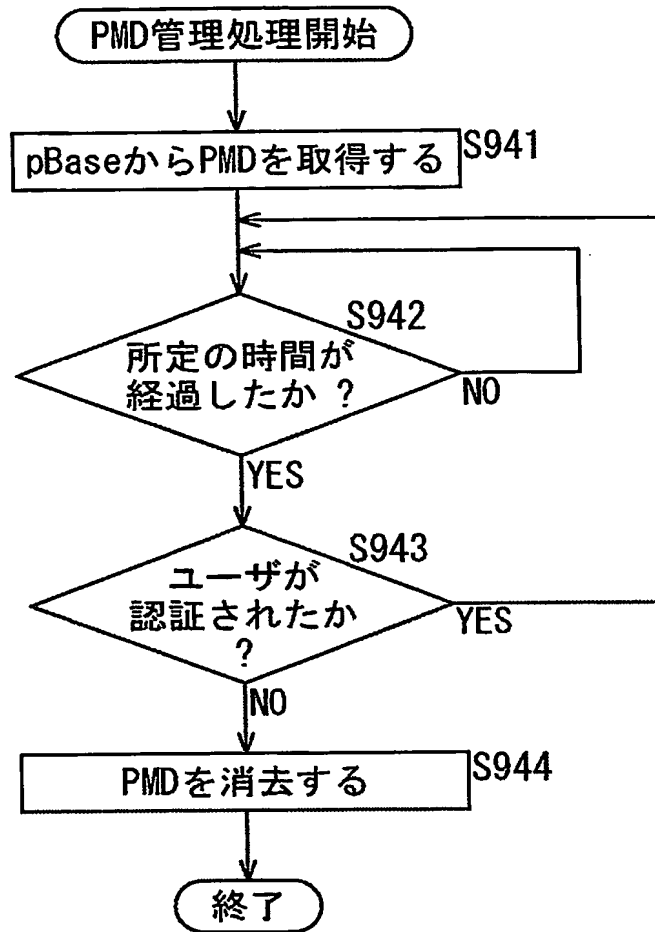 PMD管理処理開始
pBaseからPMDを取得する
S941
S942
所定の時間が
経過したか ?
NO
YES
S943
ユーザが
認証されたか
?
YES
NO
PMDを消去する
S944
終了